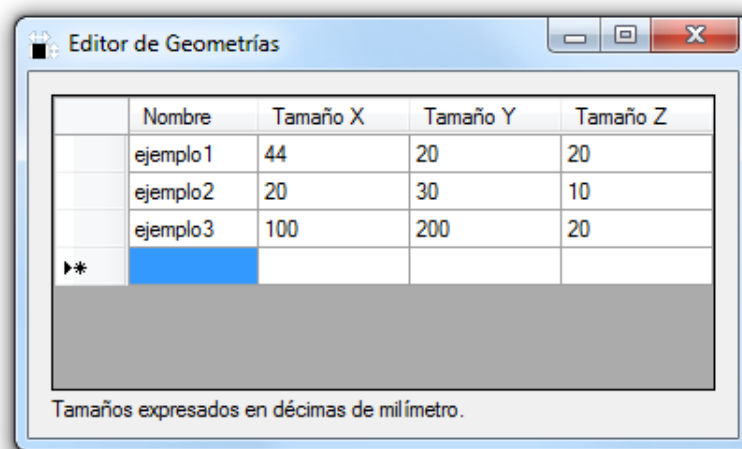 Editor de Geometrías
Nombre Tamaño X Tamaño Y Tamaño Z
ejemplo1 44 20 20
ejemplo2 20 30 10
ejemplo3 100 200 20
Tamaños expresados en décimas de milímetro.